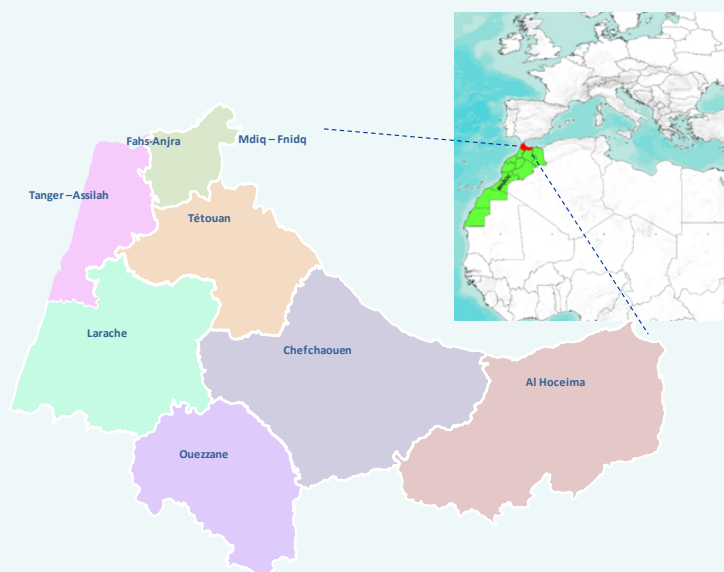 Fahs-Anjra
Mdiq – Fnidq
Tanger –Assilah
Tétouan
Larache
Chefchaouen
Al Hoceima
Ouezzane